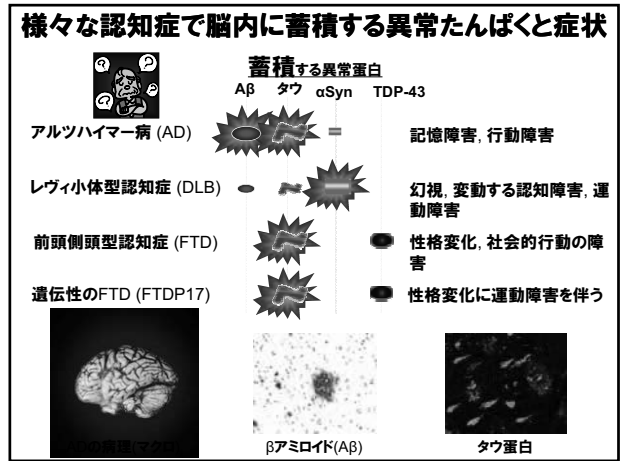 様々な認知症で脳内に蓄積する異常たんぱくと症状
? ? ? ?
蓄積する異常蛋白
Aβ タウ αSyn TDP-43
アルツハイマー病 (AD) 記憶障害, 行動障害
レヴィ小体型認知症 (DLB) 幻視, 変動する認知障害, 運
動障害
前頭側頭型認知症 (FTD) 性格変化, 社会的行動の障
害
遺伝性のFTD (FTDP17) 性格変化に運動障害を伴う
の病理(マクロ) βアミロイド(Aβ) タウ蛋白